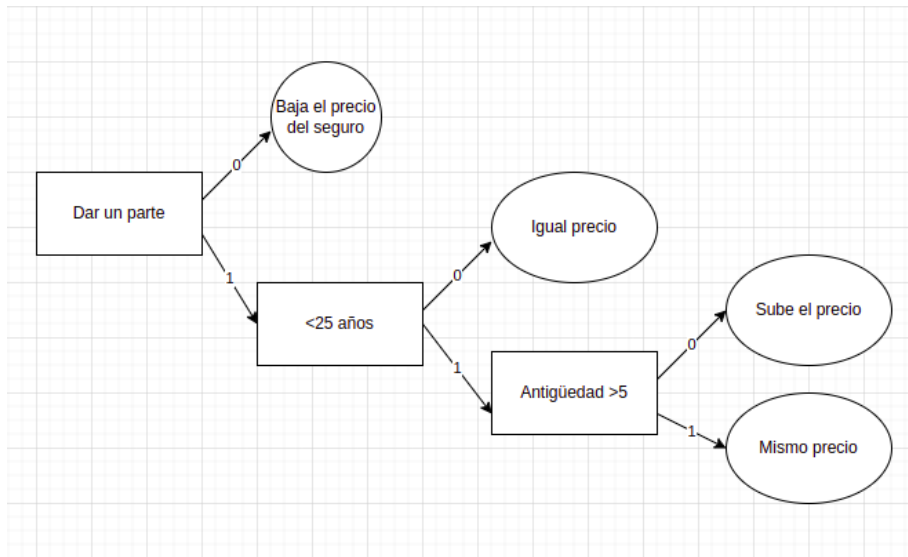 Baja el precio
del seguro
0
Dar un parte
1
Igual precio
0
<25 años
1
Sube el precio
0
Antigüedad >5
1
Mismo precio